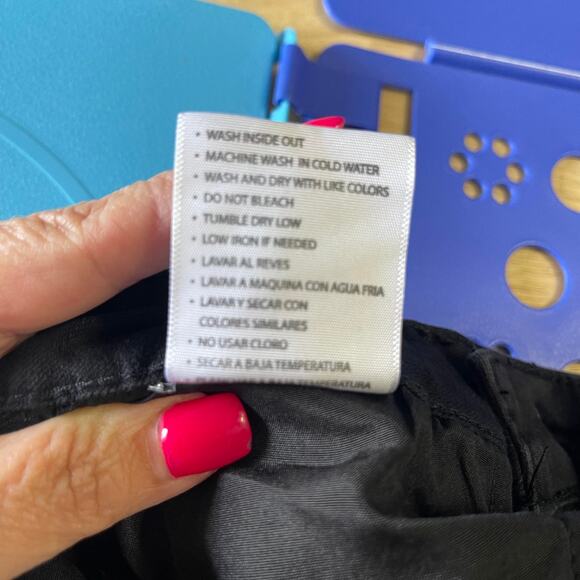 • WASH INSIDE OUT
• MACHINE WASH IN COLD WATER
• WASH AND DRY WITH LIKE COLORS
• DO NOT BLEACH
• TUMBLE DRY LOW
• LOW IRON IF NEEDED
• LAVAR AL REVES
• LAVAR A MAQUINA CON AGUA FRIA
• LAVAR Y SECAR CON
COLORES SIMILARES
• NO USAR CLORO
• SECAR A BAJA TEMPERATURA
A BAJA TEMPERATURA